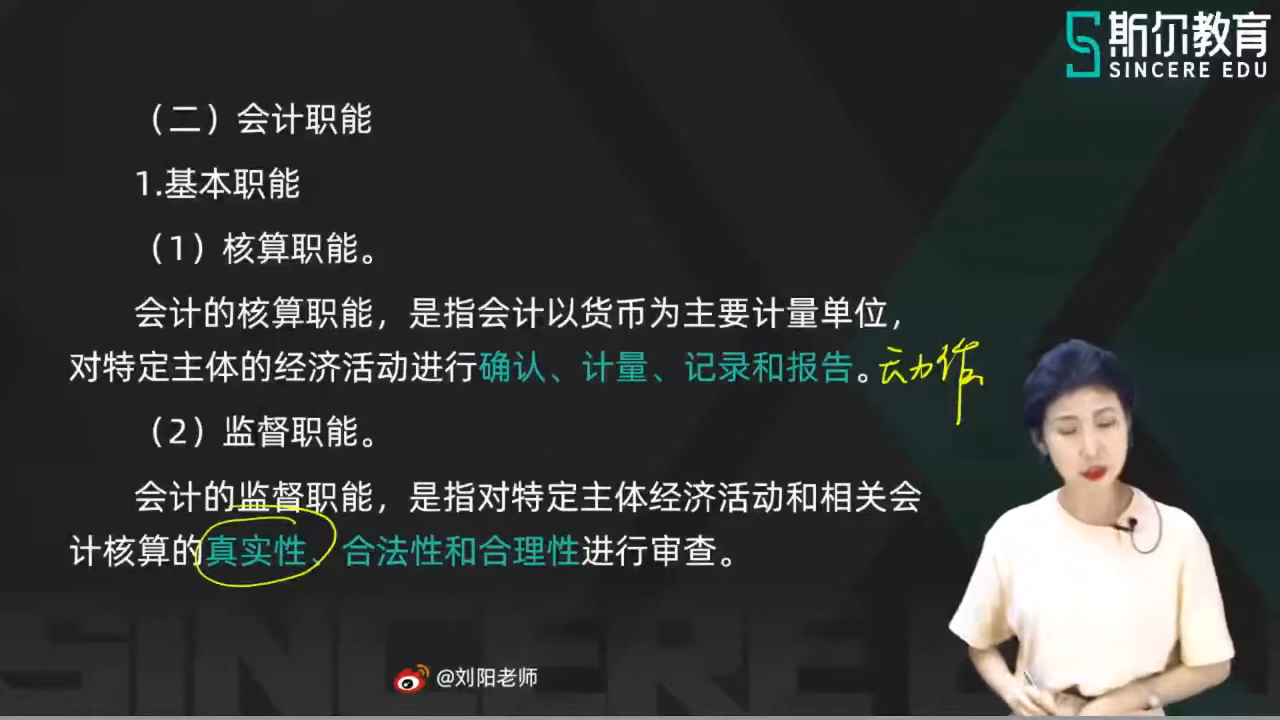 斯尔教育
SINCERE EDU
（二）会计职能
1.基本职能
（1）核算职能。
会计的核算职能，是指会计以货币为主要计量单位，
对特定主体的经济活动进行确认、计量、记录和报告。动作
（2）监督职能。
会计的监督职能，是指对特定主体经济活动和相关会
计核算的真实性、合法性和合理性进行审查。
SINCERE E
@刘阳老师